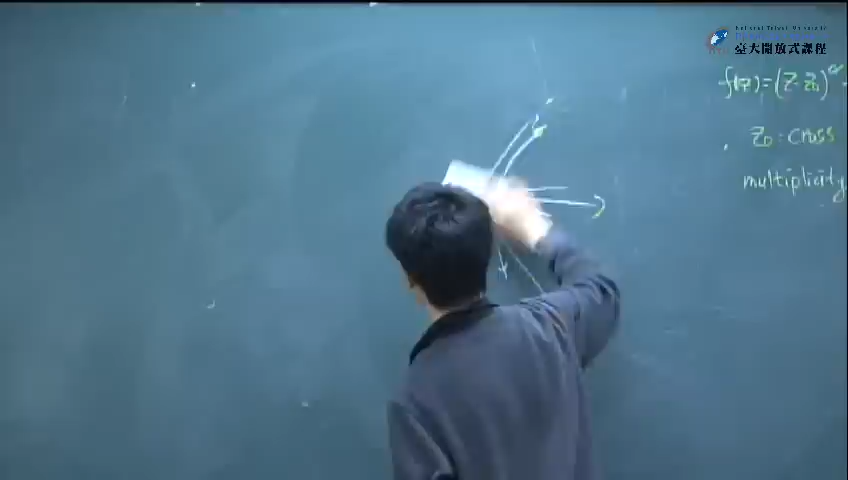 National Taiwan University
臺大開放式課程
f(z)=(z-z₀)
z₀=cross
multiplicity